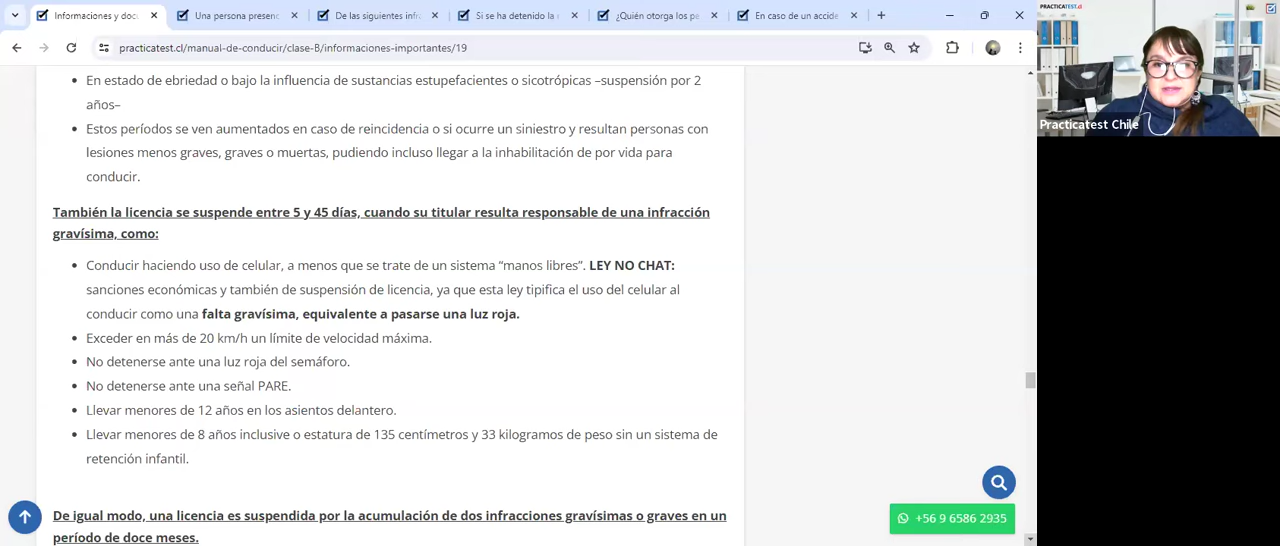 Informaciones y doc
la persona presenc
entes infra
Si se ha detenido la
¿Quién otorga los pe
En caso de un accide
practicatest.cl/manual-de-conducir/clase-B/informaciones-importantes/19
PRACTICATEST.cl
Practicatest Chile
• En estado de ebriedad o bajo la influencia de sustancias estupefacientes o sicotrópicas –suspensión por 2
años–
• Estos períodos son aumentados en caso de reincidencia o si ocurre un siniestro y resultan personas con
lesiones menos graves, graves o muertas, pudiendo incluso llegar a la inhabilitación de por vida para
conducir.
También la licencia se suspende entre 5 y 45 días, cuando su titular resulta responsable de una infracción
gravísima, como:
• Conducir haciendo uso de celular, a menos que se trate de un sistema “manos libres”. LEY NO CHAT:
sanciones económicas y también de suspensión de licencia, ya que esta ley tipifica el uso del celular al
conducir como una falta gravísima, equivalente a pasarse una luz roja.
• Exceder en más de 20 km/h un límite de velocidad máxima.
• No detenerse ante una luz roja del semáforo.
• No detenerse ante una señal PARE.
• Llevar menores de 12 años en los asientos delantero.
• Llevar menores de 8 años inclusive o estatura de 135 centímetros y 33 kilogramos de peso sin un sistema de
retención infantil.
+56 9 6586 2935
De igual modo, una licencia se suspende por la acumulación de dos infracciones gravísimas o graves en un
período de doce meses.